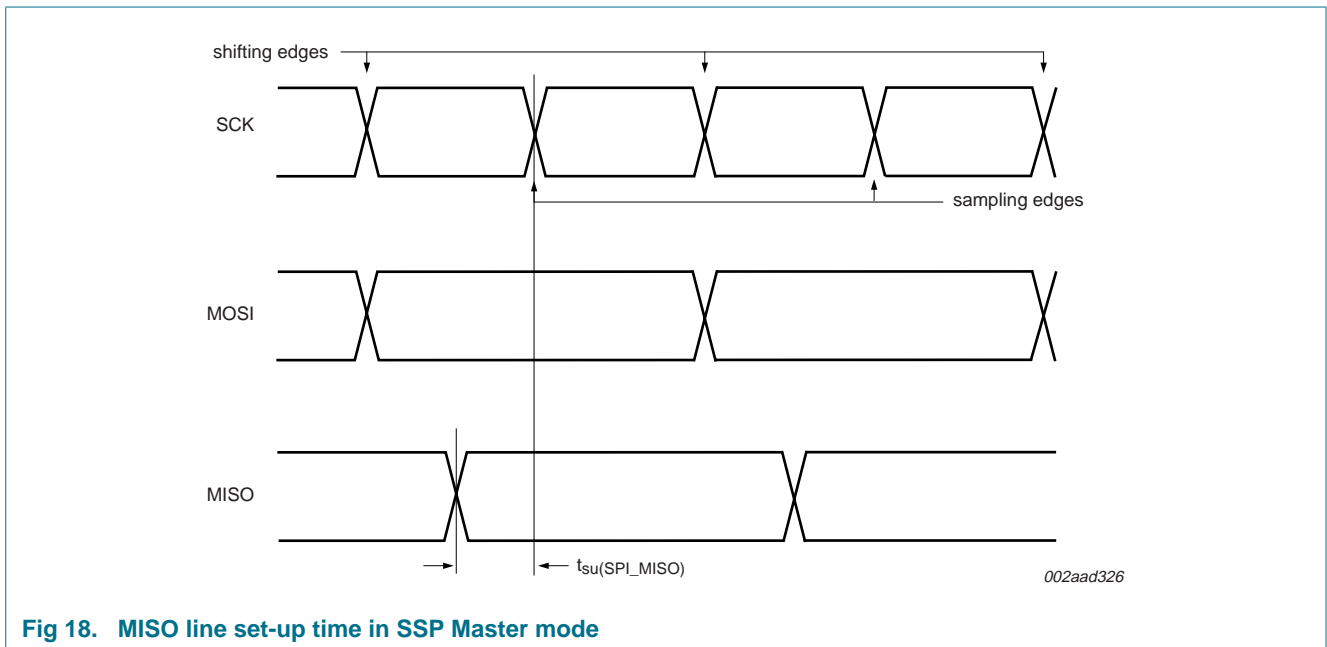 shifting edges
SCK
sampling edges
MOSI
MISO
tsu(SPI_MISO)
002aad326
Fig 18. MISO line set-up time in SSP Master mode